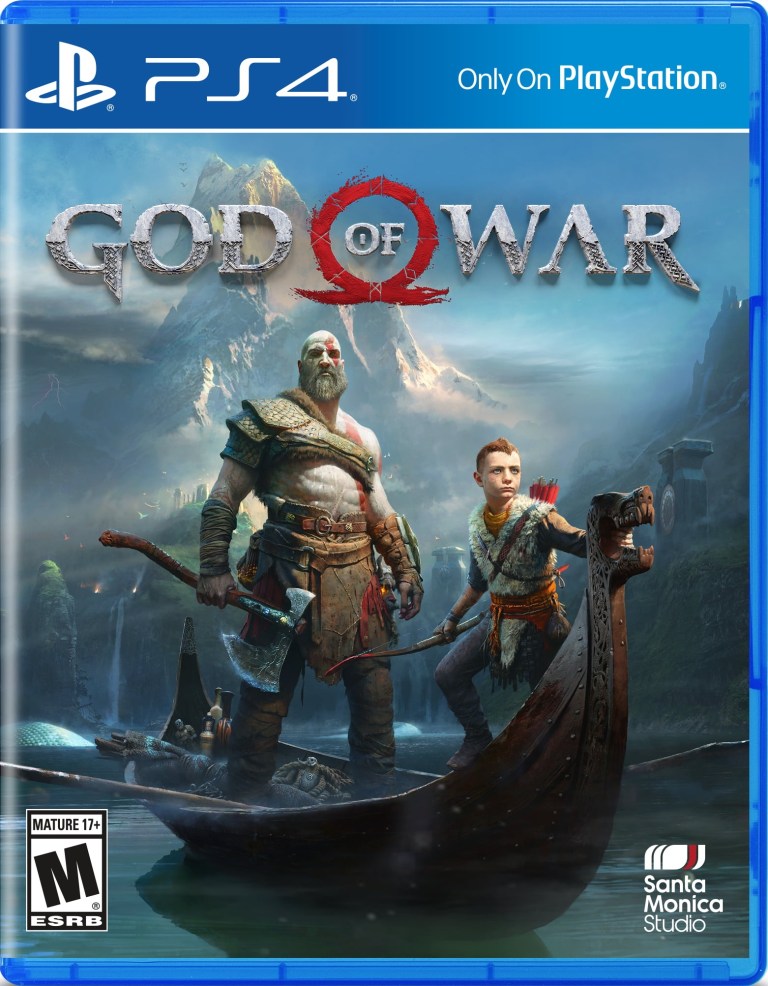 PS4®
Only On PlayStation®
GOD OF WAR
MATURE 17+
M
®
ESRB
Santa
Monica
Studio